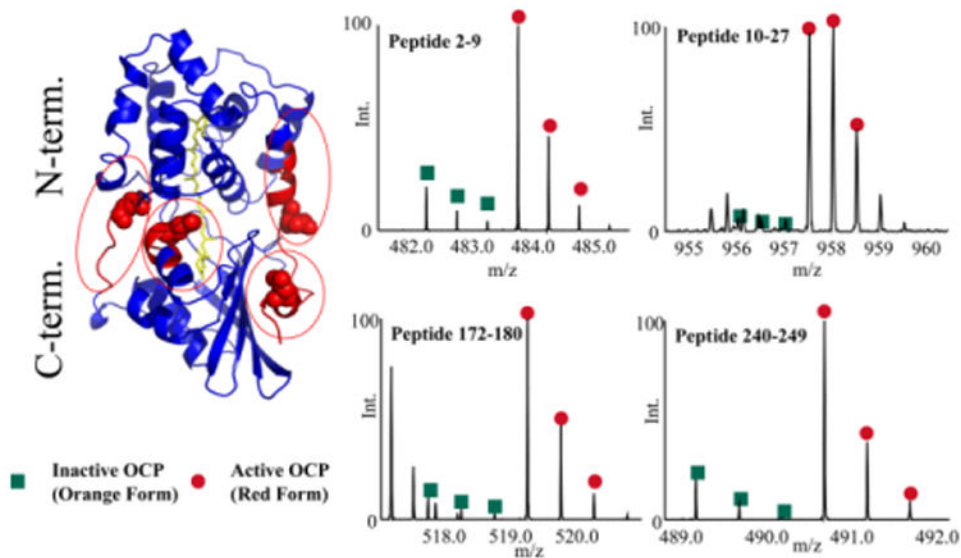 N-term.
C-term.
Inactive OCP
(Orange Form)
Active OCP
(Red Form)
Peptide 2-9
100
Int.
0
482.0 483.0 484.0 485.0
m/z
Peptide 10-27
100
Int.
0
955 956 957 958 959 960
m/z
Peptide 172-180
100
Int.
0
518.0 519.0 520.0
m/z
Peptide 240-249
100
Int.
0
489.0 490.0 491.0 492.0
m/z